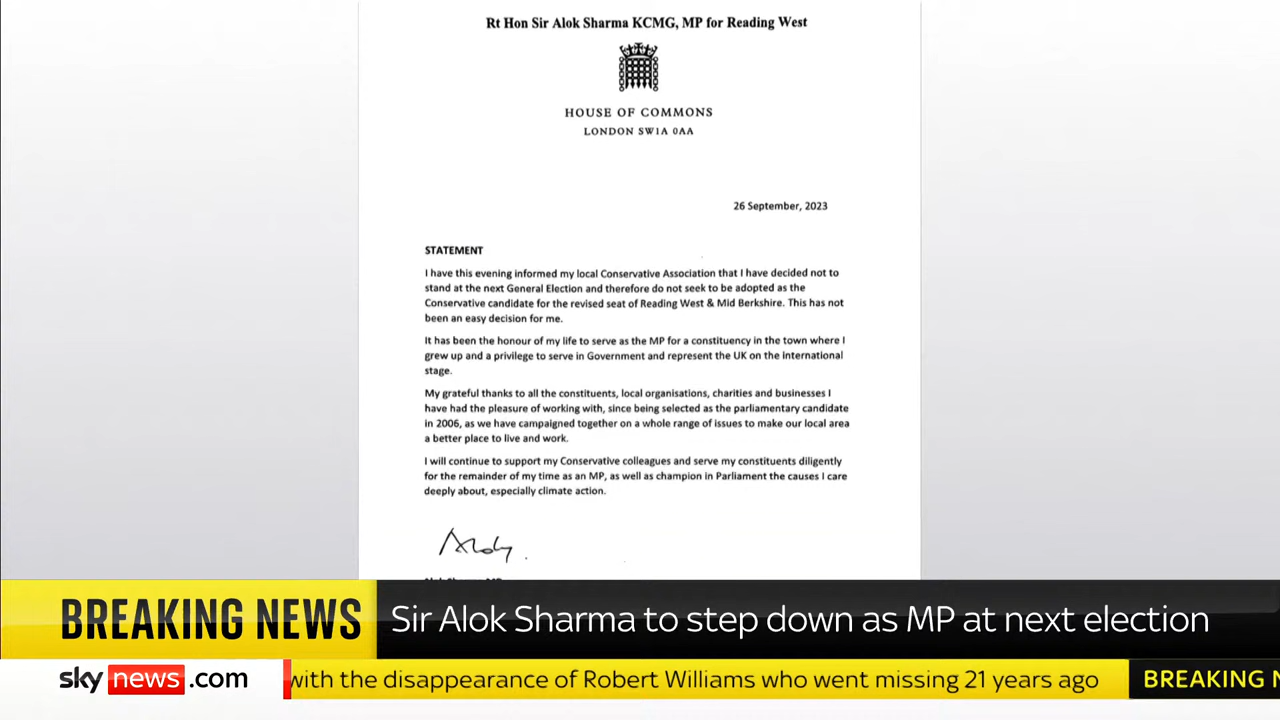 Rt Hon Sir Alok Sharma KCMG, MP for Reading West
HOUSE OF COMMONS
LONDON SW1A 0AA
26 September, 2023
STATEMENT
I have this evening informed my local Conservative Association that I have decided not to
stand at the next General Election and therefore do not seek to be adopted as the
Conservative candidate for the revised seat of Reading West & Mid Berkshire. This has not
been an easy decision for me.
It has been the honour of my life to serve as the MP for a constituency in the town where I
grew up and a privilege to serve in Government and represent the UK on the international
stage.
My grateful thanks to all the constituents, local organisations, charities and businesses I
have had the pleasure of working with, since being selected as the parliamentary candidate
in 2006, as we have campaigned together on a whole range of issues to make our local area
a better place to live and work.
I will continue to support my Conservative colleagues and serve my constituents diligently
for the remainder of my time as an MP, as well as champion in Parliament the causes I care
deeply about, especially climate action.
Alok
BREAKING NEWS
Sir Alok Sharma to step down as MP at next election
sky news .com
with the disappearance of Robert Williams who went missing 21 years ago
BREAKING N